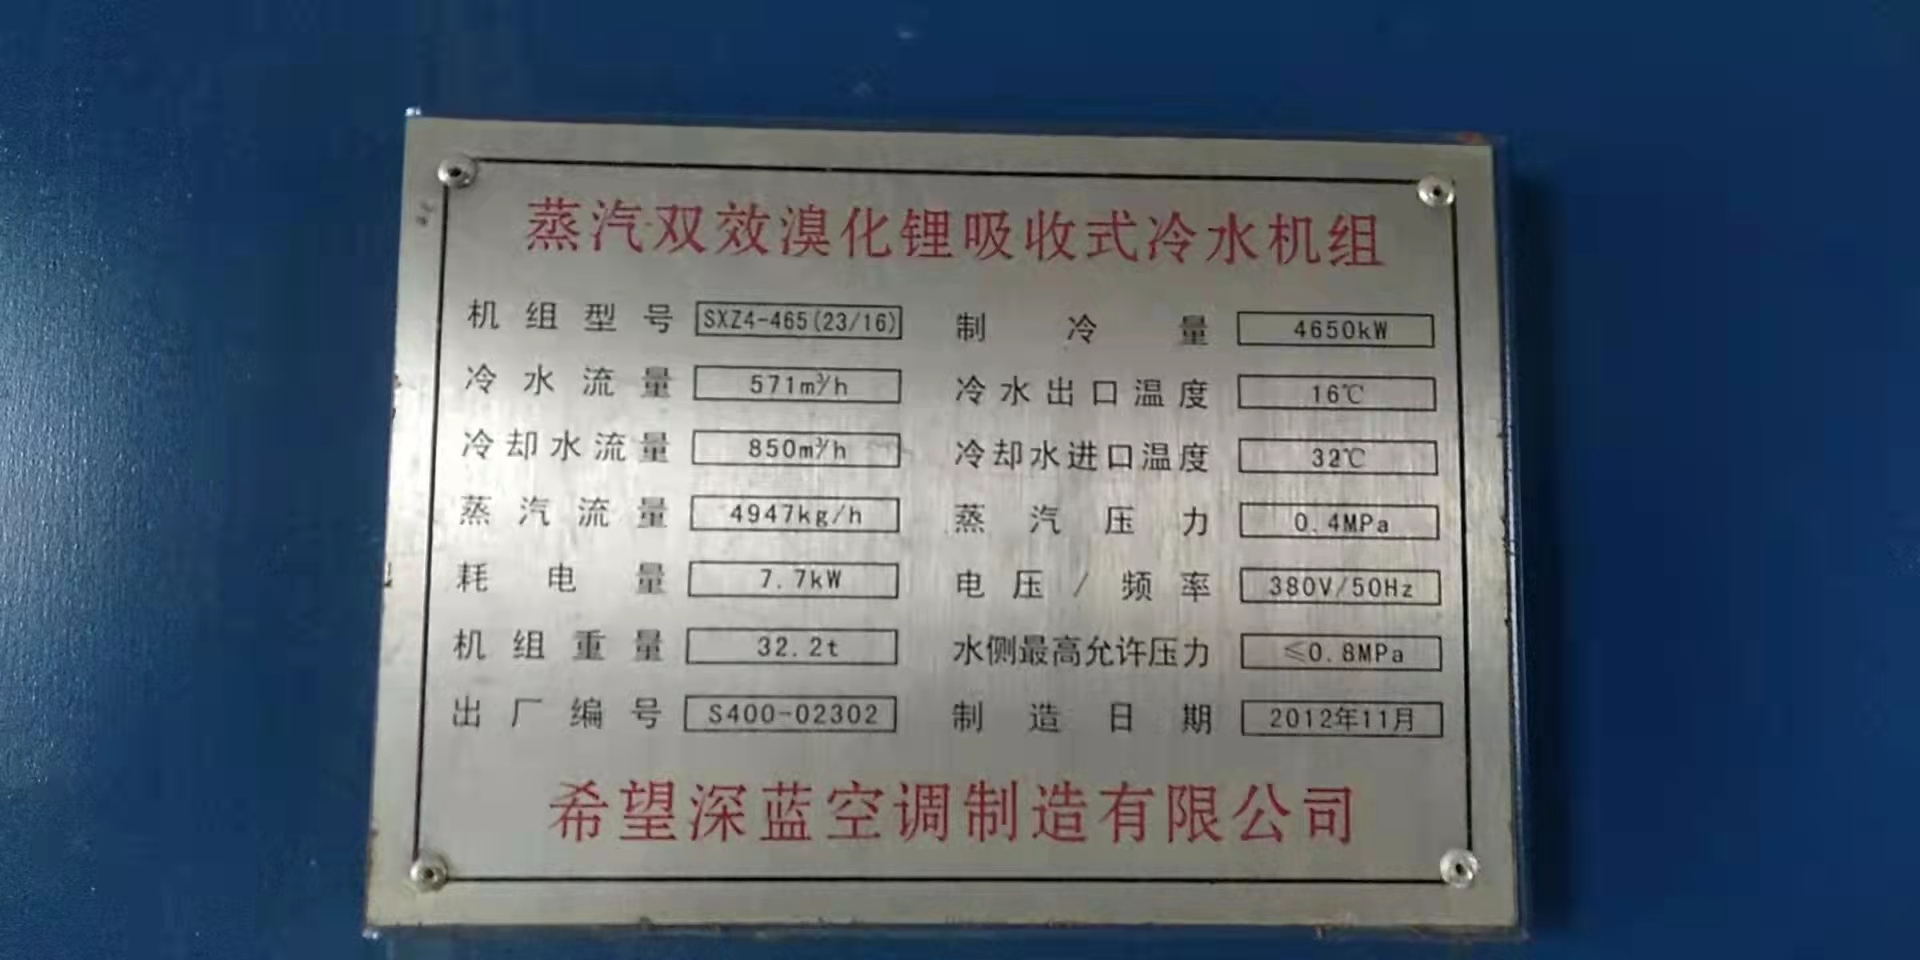 蒸汽双效溴化锂吸收式冷水机组
机组型号 SXZ4-465(23/16) 制冷量 4650kW
冷水流量 571m³/h 冷水出口温度 16℃
冷却水流量 850m³/h 冷却水进口温度 32℃
蒸汽流量 4947kg/h 蒸汽压力 0.4MPa
耗电量 7.7kW 电压/频率 380V/50Hz
机组重量 32.2t 水侧最高允许压力 ≤0.8MPa
出厂编号 S400-02302 制造日期 2012年11月
希望深蓝空调制造有限公司